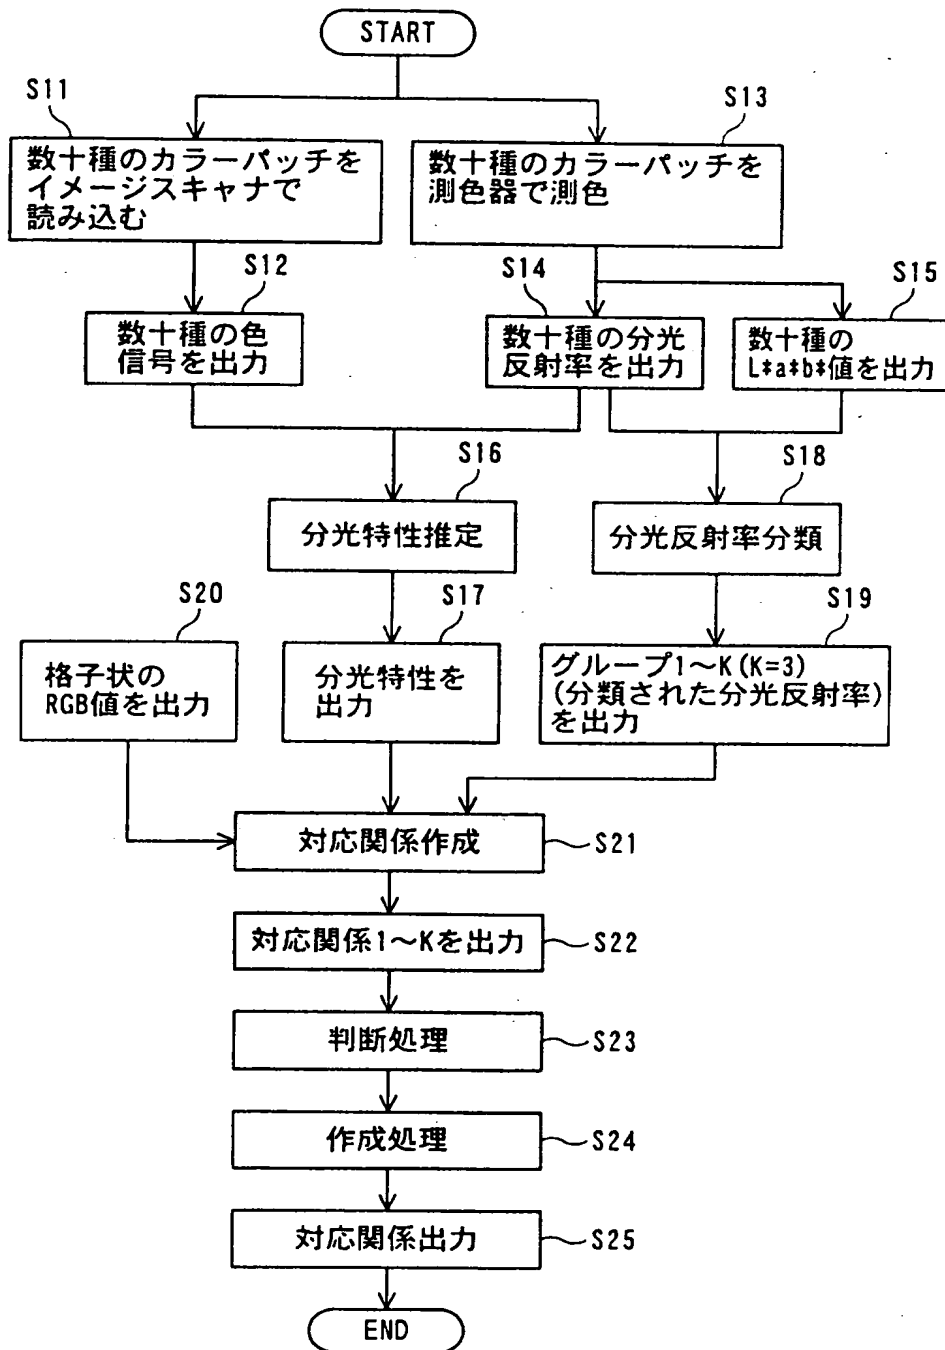 START
S11
数十種のカラーパッチを
イメージスキャナで
読み込む
S13
数十種のカラーパッチを
測色器で測色
S12
数十種の色
信号を出力
S14
数十種の分光
反射率を出力
S15
数十種の
L*a*b*値を出力
S16
分光特性推定
S18
分光反射率分類
S20
格子状の
RGB値を出力
S17
分光特性を
出力
S19
グループ1～K(K=3)
(分類された分光反射率)
を出力
対応関係作成
S21
対応関係1～Kを出力
S22
判断処理
S23
作成処理
S24
対応関係出力
S25
END